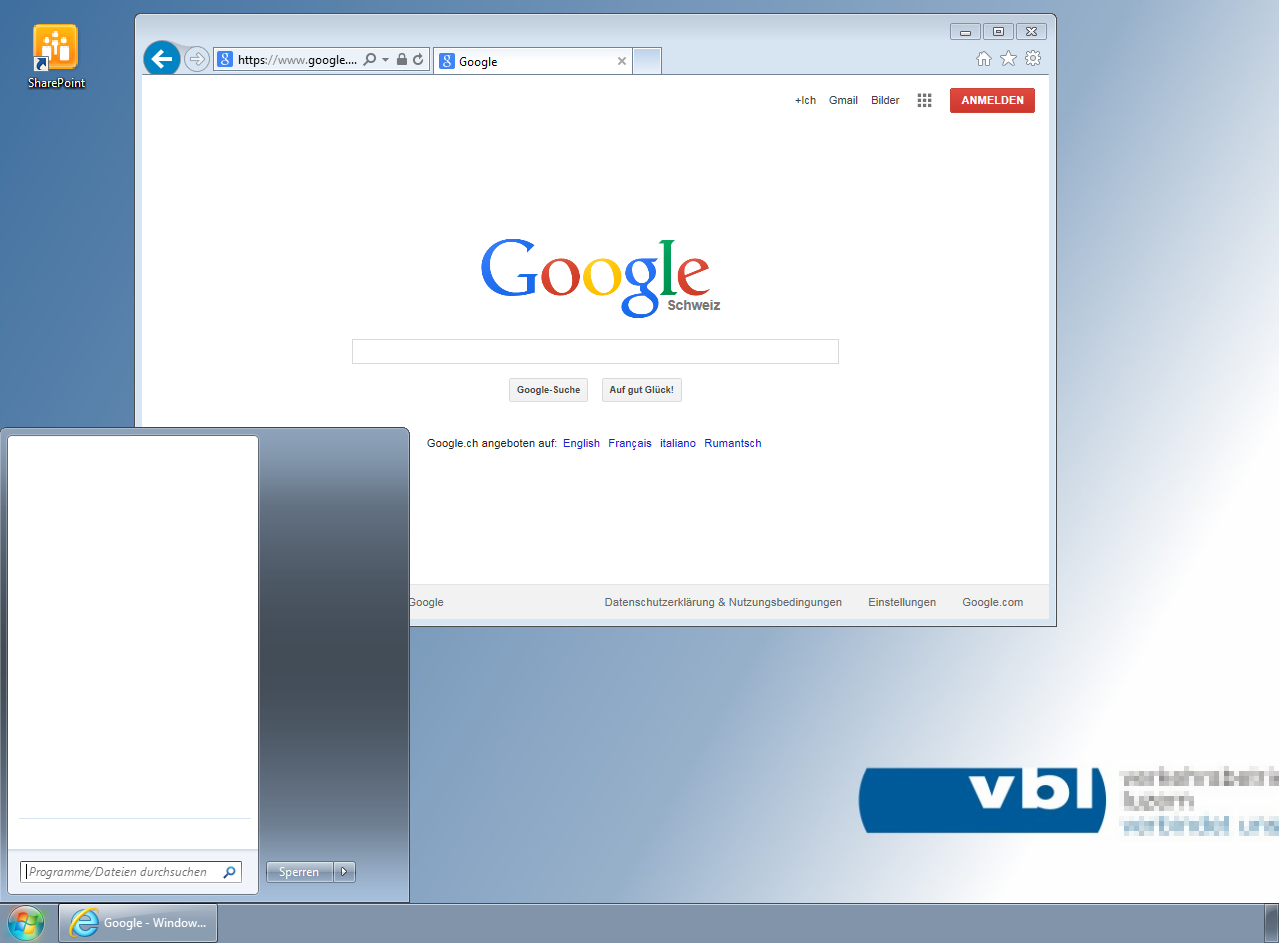 SharePoint
https://www.google....
Google
+Ich Gmail Bilder ANMELDEN
Google
Schweiz
Google-Suche Auf gut Glück!
Google.ch angeboten auf: English Français italiano Rumantsch
Google Datenschutzerklärung & Nutzungsbedingungen Einstellungen Google.com
vbl
luzern
Programme/Dateien durchsuchen
Sperren
Google - Window...